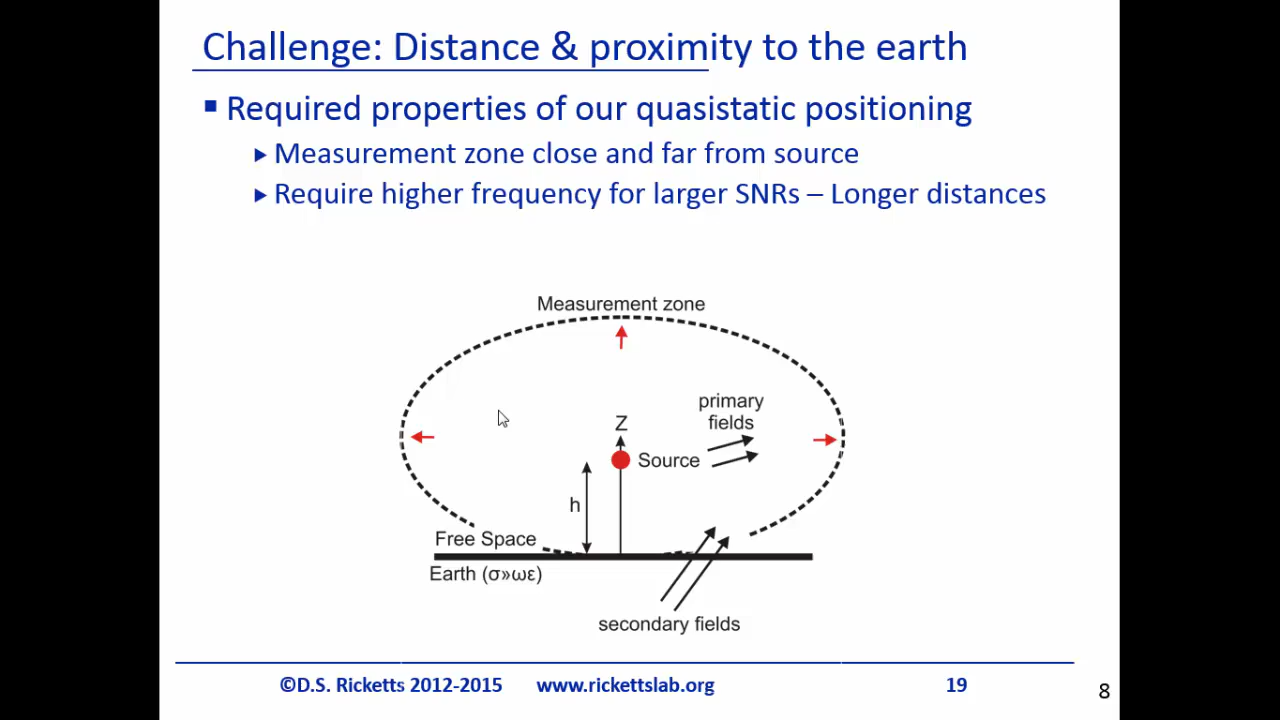 Challenge: Distance & proximity to the earth
Required properties of our quasistatic positioning
Measurement zone close and far from source
Require higher frequency for larger SNRs – Longer distances
Measurement zone
primary
fields
Z
Source
h
Free Space
Earth (σ»ωε)
secondary fields
©D.S. Ricketts 2012-2015 www.rickettslab.org 19
8